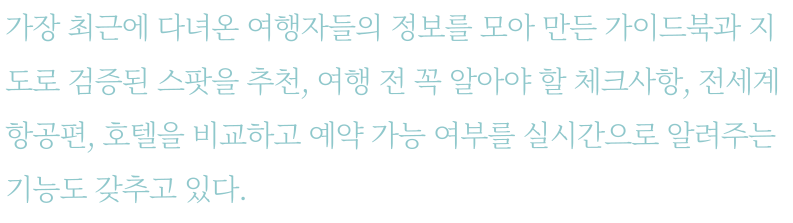 가장 최근에 다녀온 여행자들의 정보를 모아 만든 가이드북과 지
도로 검증된 스팟을 추천, 여행 전 꼭 알아야 할 체크사항, 전세계
항공편, 호텔을 비교하고 예약 가능 여부를 실시간으로 알려주는
기능도 갖추고 있다.